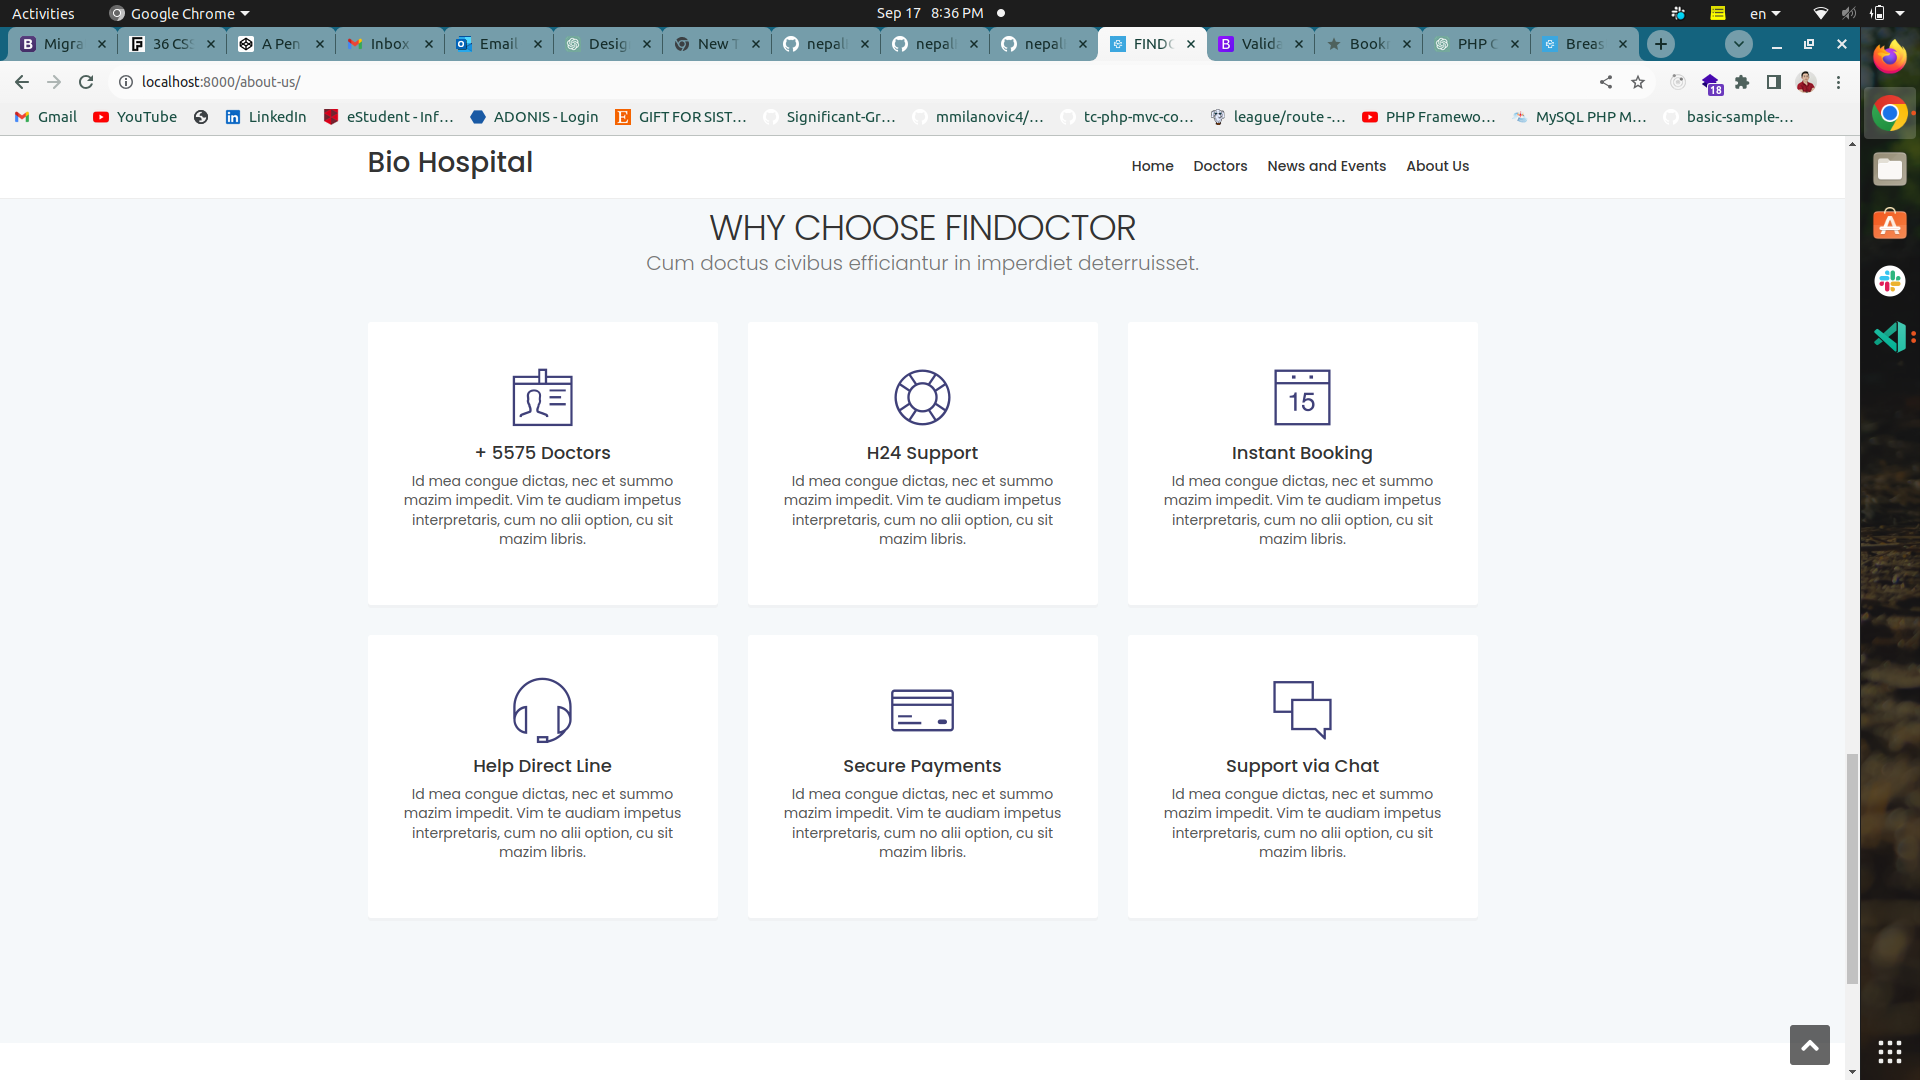 Activities Google Chrome Sep 17 8:36 PM en
Migra 36 CSS A Pen Inbox Email Desig New T nepal nepal nepal FINDO Valida Book PHP C Breas
localhost:8000/about-us/
18
Gmail YouTube LinkedIn eStudent - Inf... ADONIS - Login GIFT FOR SIST... Significant-Gr... mmilanovic4/... tc-php-mvc-co... league/route -... PHP Framewo... MySQL PHP M... basic-sample-...
Bio Hospital
Home Doctors News and Events About Us
WHY CHOOSE FINDOCTOR
Cum doctus civibus efficiantur in imperdiet deterruisset.
15
+ 5575 Doctors
Id mea congue dictas, nec et summo
mazim impedit. Vim te audiam impetus
interpretaris, cum no alii option, cu sit
mazim libris.
H24 Support
Id mea congue dictas, nec et summo
mazim impedit. Vim te audiam impetus
interpretaris, cum no alii option, cu sit
mazim libris.
Instant Booking
Id mea congue dictas, nec et summo
mazim impedit. Vim te audiam impetus
interpretaris, cum no alii option, cu sit
mazim libris.
Help Direct Line
Id mea congue dictas, nec et summo
mazim impedit. Vim te audiam impetus
interpretaris, cum no alii option, cu sit
mazim libris.
Secure Payments
Id mea congue dictas, nec et summo
mazim impedit. Vim te audiam impetus
interpretaris, cum no alii option, cu sit
mazim libris.
Support via Chat
Id mea congue dictas, nec et summo
mazim impedit. Vim te audiam impetus
interpretaris, cum no alii option, cu sit
mazim libris.